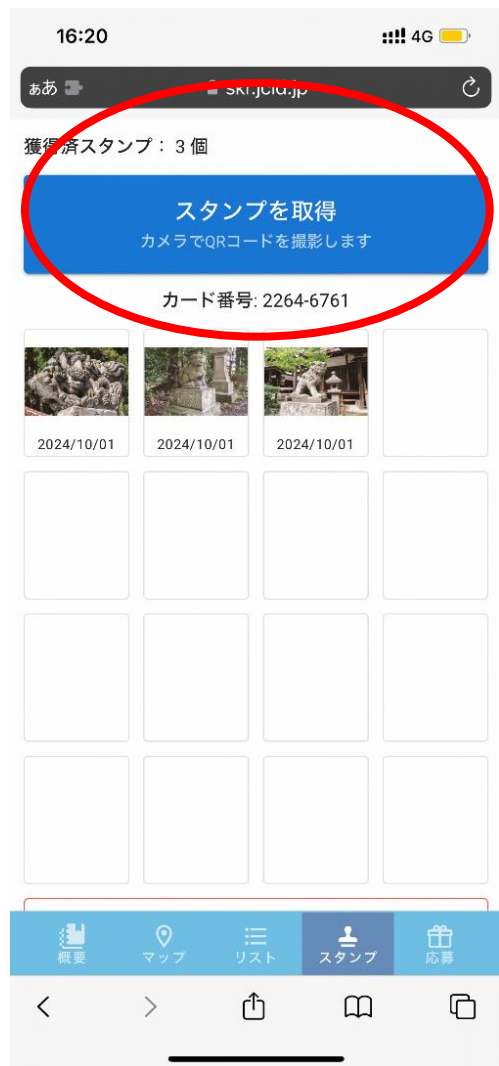 16:20
4G
ぁあ
skr.jcld.jp
獲得済スタンプ： 3 個
スタンプを取得
カメラでQRコードを撮影します
カード番号: 2264-6761
2024/10/01 2024/10/01 2024/10/01
概要 マップ リスト スタンプ 応募